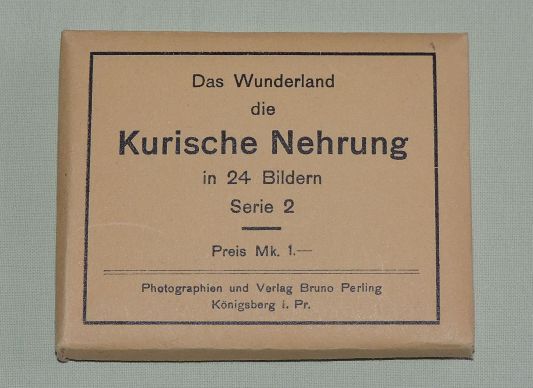 Das Wunderland
die
Kurische Nehrung
in 24 Bildern
Serie 2
Preis Mk. 1.—
Photographien und Verlag Bruno Perling
Königsberg i. Pr.